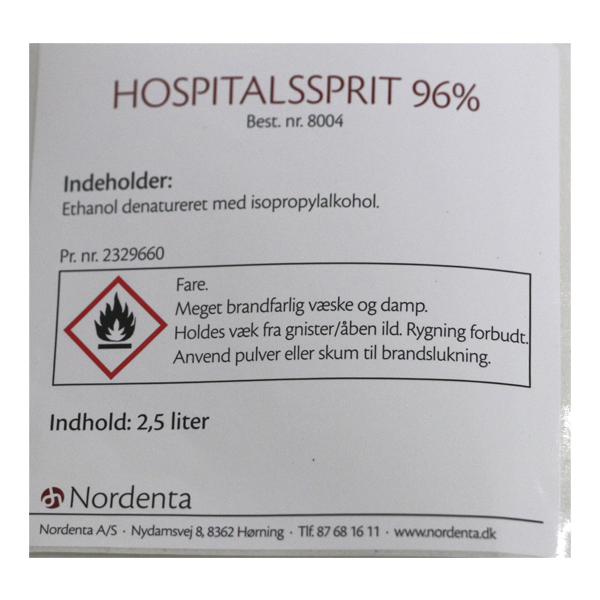 HOSPITALSSPRIT 96%
Best. nr. 8004
Indeholder:
Ethanol denatureret med isopropylalkohol.
Pr. nr. 2329660
Fare.
Meget brandfarlig væske og damp.
Holdes væk fra gnister/åben ild. Rygning forbudt.
Anvend pulver eller skum til brandslukning.
Indhold: 2,5 liter
Nordenta
Nordenta A/S · Nydamsvej 8, 8362 Hørning · Tlf. 87 68 16 11 · www.nordenta.dk